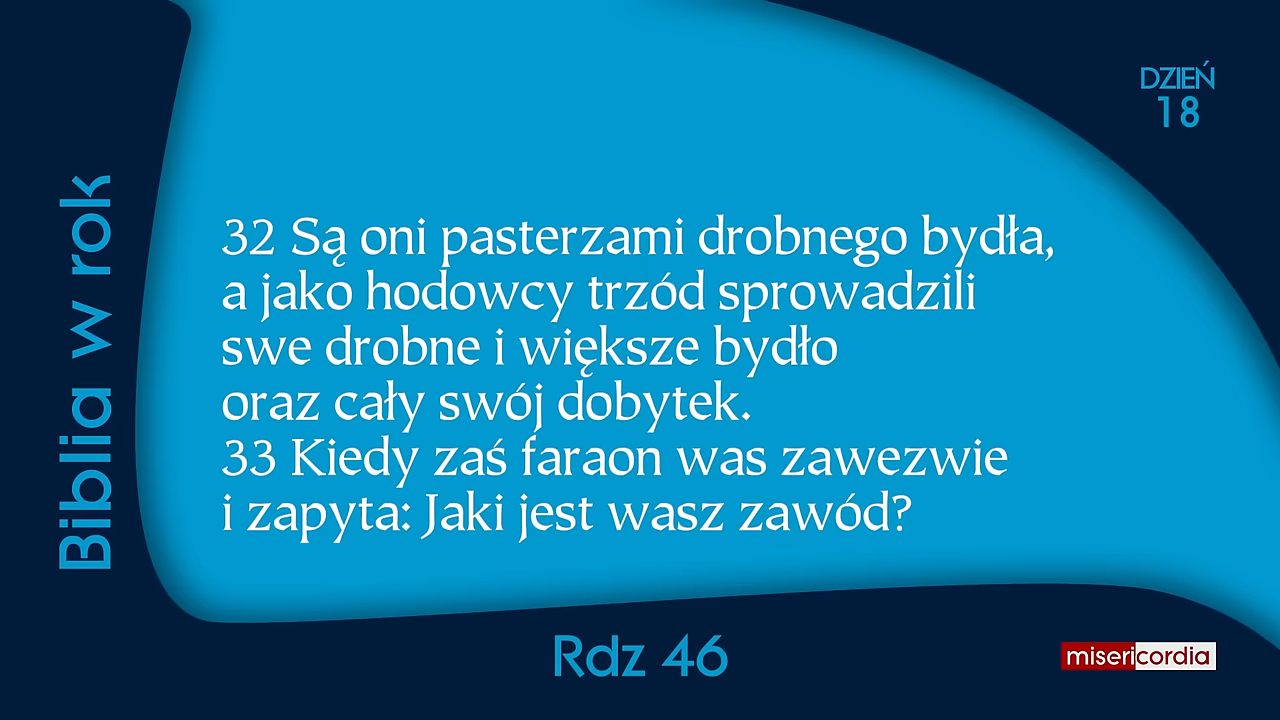 DZIEŃ
18
Biblia w rok
32 Są oni pasterzami drobnego bydła,
a jako hodowcy trzód sprowadzili
swe drobne i większe bydło
oraz cały swój dobytek.
33 Kiedy zaś faraon was zawezwie
i zapyta: Jaki jest wasz zawód?
Rdz 46
misericordia